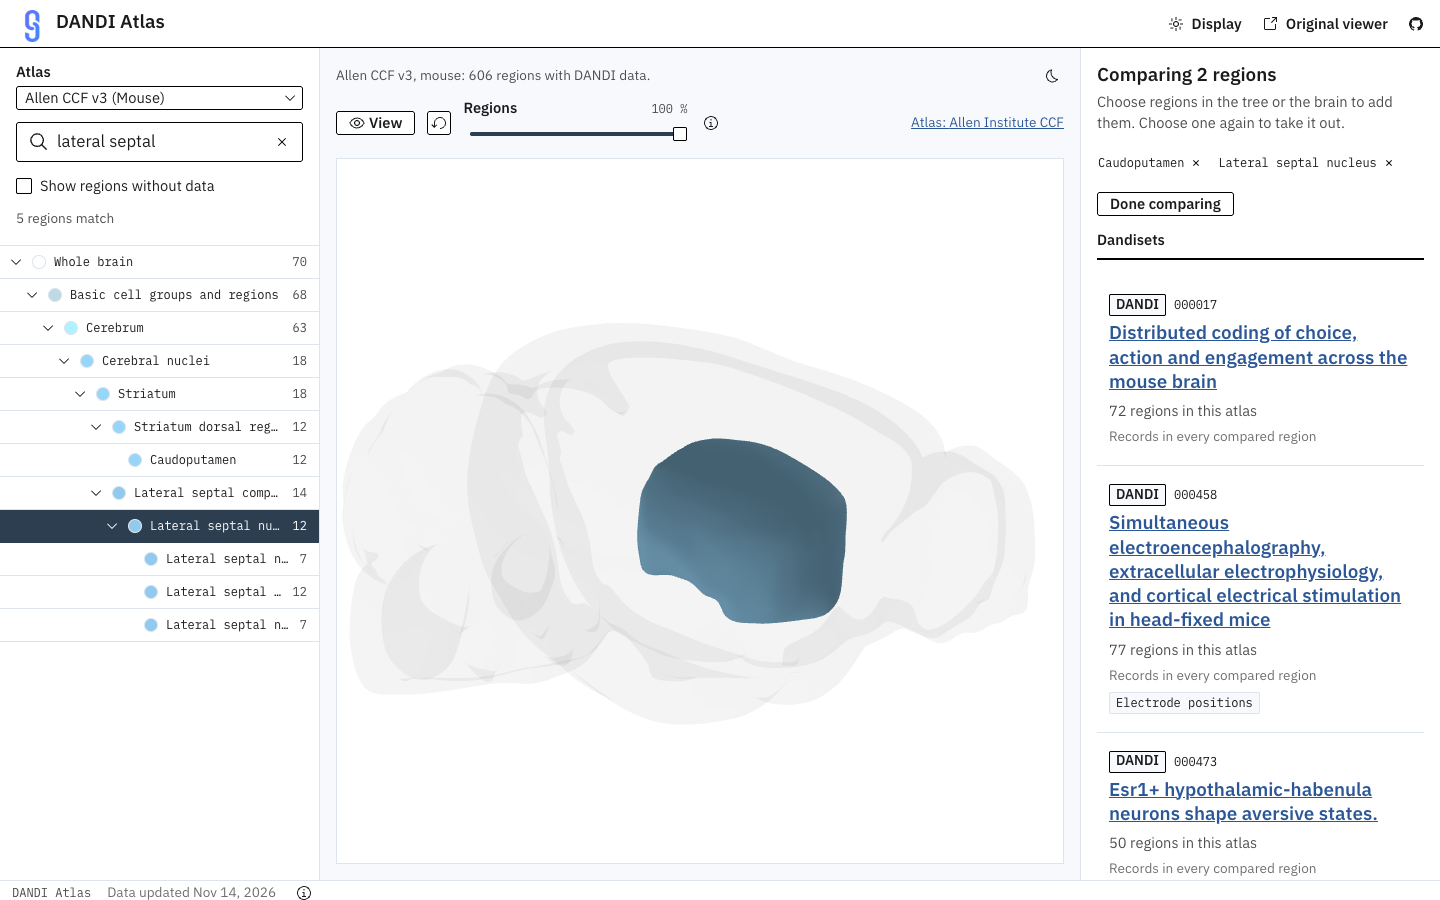 DANDI Atlas
Display
Original viewer
Atlas
Allen CCF v3 (Mouse)
lateral septal
Show regions without data
5 regions match
Whole brain 70
Basic cell groups and regions 68
Cerebrum 63
Cerebral nuclei 18
Striatum 18
Striatum dorsal reg… 12
Caudoputamen 12
Lateral septal comp… 14
Lateral septal nu… 12
Lateral septal n… 7
Lateral septal … 12
Lateral septal n… 7
Allen CCF v3, mouse: 606 regions with DANDI data.
View
Regions 100 %
Atlas: Allen Institute CCF
Comparing 2 regions
Choose regions in the tree or the brain to add
them. Choose one again to take it out.
Caudoputamen × Lateral septal nucleus ×
Done comparing
Dandisets
DANDI 000017
Distributed coding of choice,
action and engagement across the
mouse brain
72 regions in this atlas
Records in every compared region
DANDI 000458
Simultaneous
electroencephalography,
extracellular electrophysiology,
and cortical electrical stimulation
in head-fixed mice
77 regions in this atlas
Records in every compared region
Electrode positions
DANDI 000473
Esr1+ hypothalamic-habenula
neurons shape aversive states.
50 regions in this atlas
Records in every compared region
DANDI Atlas Data updated Nov 14, 2026